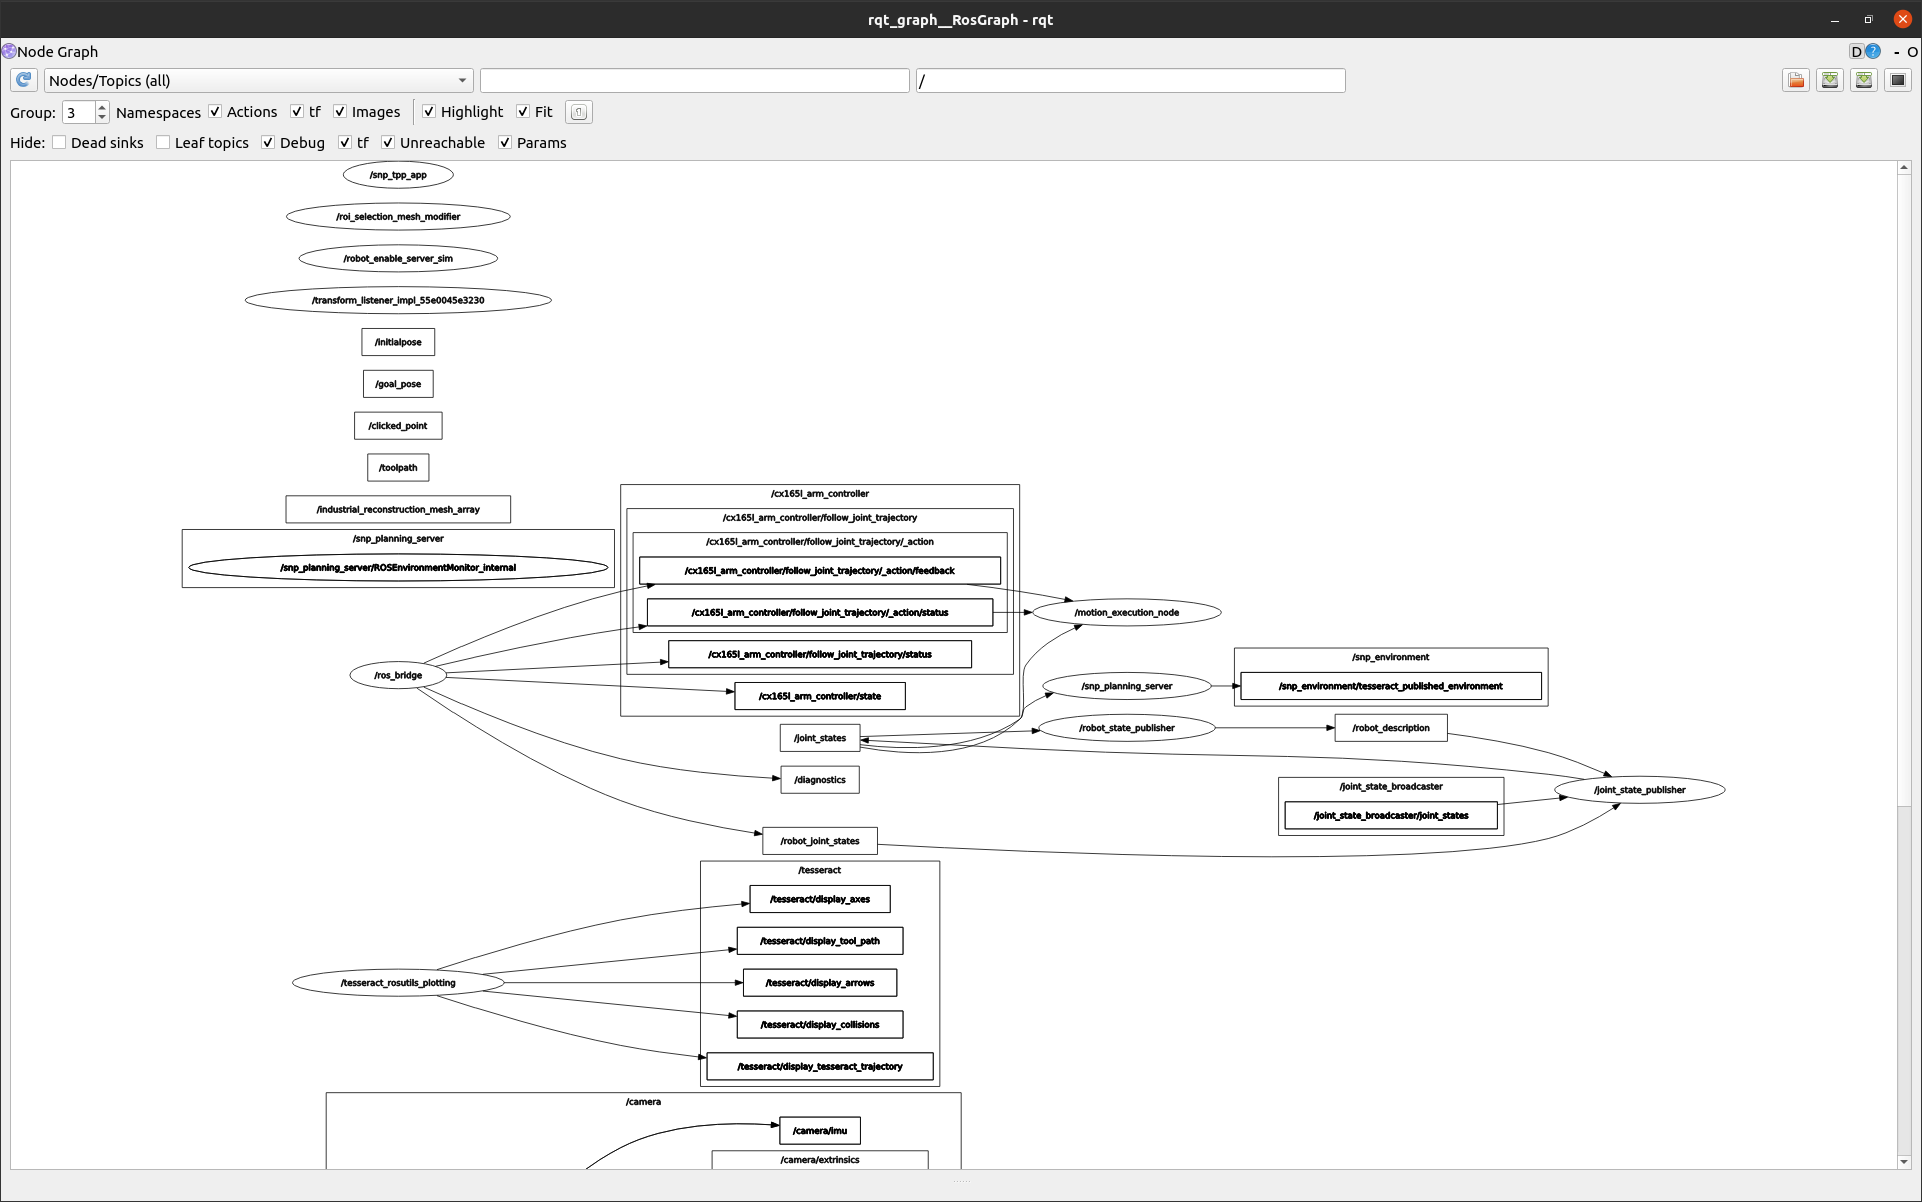 rqt_graph__RosGraph - rqt
Node Graph
D ? - O
Nodes/Topics (all)
/
Group: 3 Namespaces Actions tf Images Highlight Fit
Hide: Dead sinks Leaf topics Debug tf Unreachable Params
/snp_tpp_app
/roi_selection_mesh_modifier
/robot_enable_server_sim
/transform_listener_impl_55e0045e3230
/initialpose
/goal_pose
/clicked_point
/toolpath
/industrial_reconstruction_mesh_array
/snp_planning_server
/snp_planning_server/ROSEnvironmentMonitor_internal
/cx165l_arm_controller
/cx165l_arm_controller/follow_joint_trajectory
/cx165l_arm_controller/follow_joint_trajectory/_action
/cx165l_arm_controller/follow_joint_trajectory/_action/feedback
/cx165l_arm_controller/follow_joint_trajectory/_action/status
/cx165l_arm_controller/follow_joint_trajectory/status
/cx165l_arm_controller/state
/motion_execution_node
/ros_bridge
/snp_planning_server
/snp_environment
/snp_environment/tesseract_published_environment
/joint_states
/robot_state_publisher
/robot_description
/diagnostics
/joint_state_broadcaster
/joint_state_broadcaster/joint_states
/joint_state_publisher
/robot_joint_states
/tesseract
/tesseract/display_axes
/tesseract/display_tool_path
/tesseract_rosutils_plotting
/tesseract/display_arrows
/tesseract/display_collisions
/tesseract/display_tesseract_trajectory
/camera
/camera/imu
/camera/extrinsics